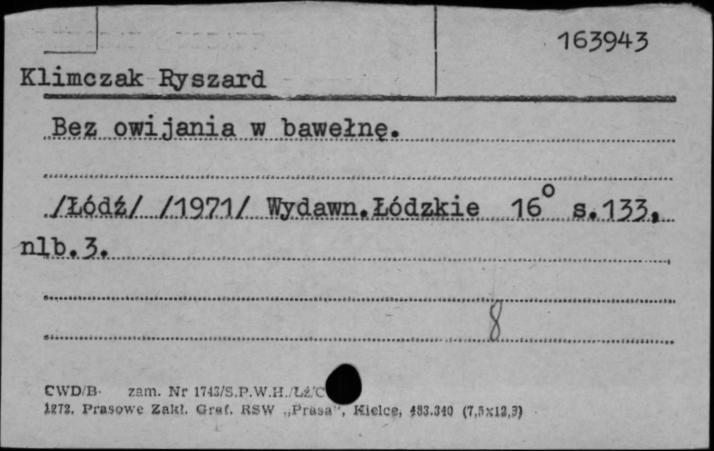 163943
Klimczak Ryszard
Bez owijania w bawełnę.
/Łódź/ /1971/ Wydawn.Łódzkie 16° s.133,
nlb.3.
8
CWD/B- zam. Nr 1743/S.P.W.H./Łź/C
1272. Prasowe Zakł. Graf. RSW „Prasa", Kielce, 483.340 (7,5x12,5)